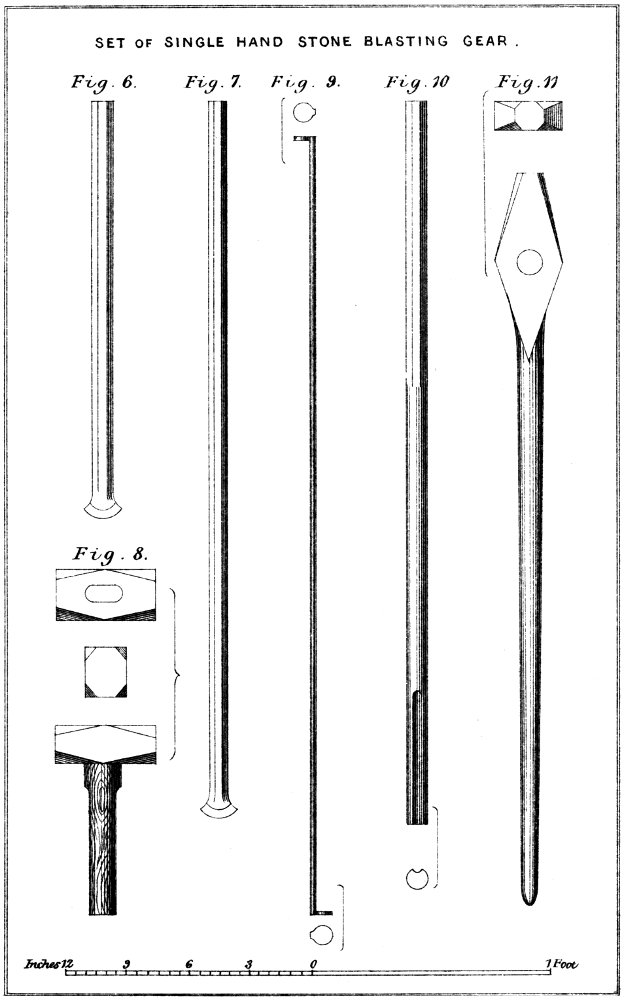 SET OF SINGLE HAND STONE BLASTING GEAR.
Fig. 6. Fig. 7. Fig. 9. Fig. 10 Fig. 11
Fig. 8.
Inches 12 9 6 3 0 1 Foot